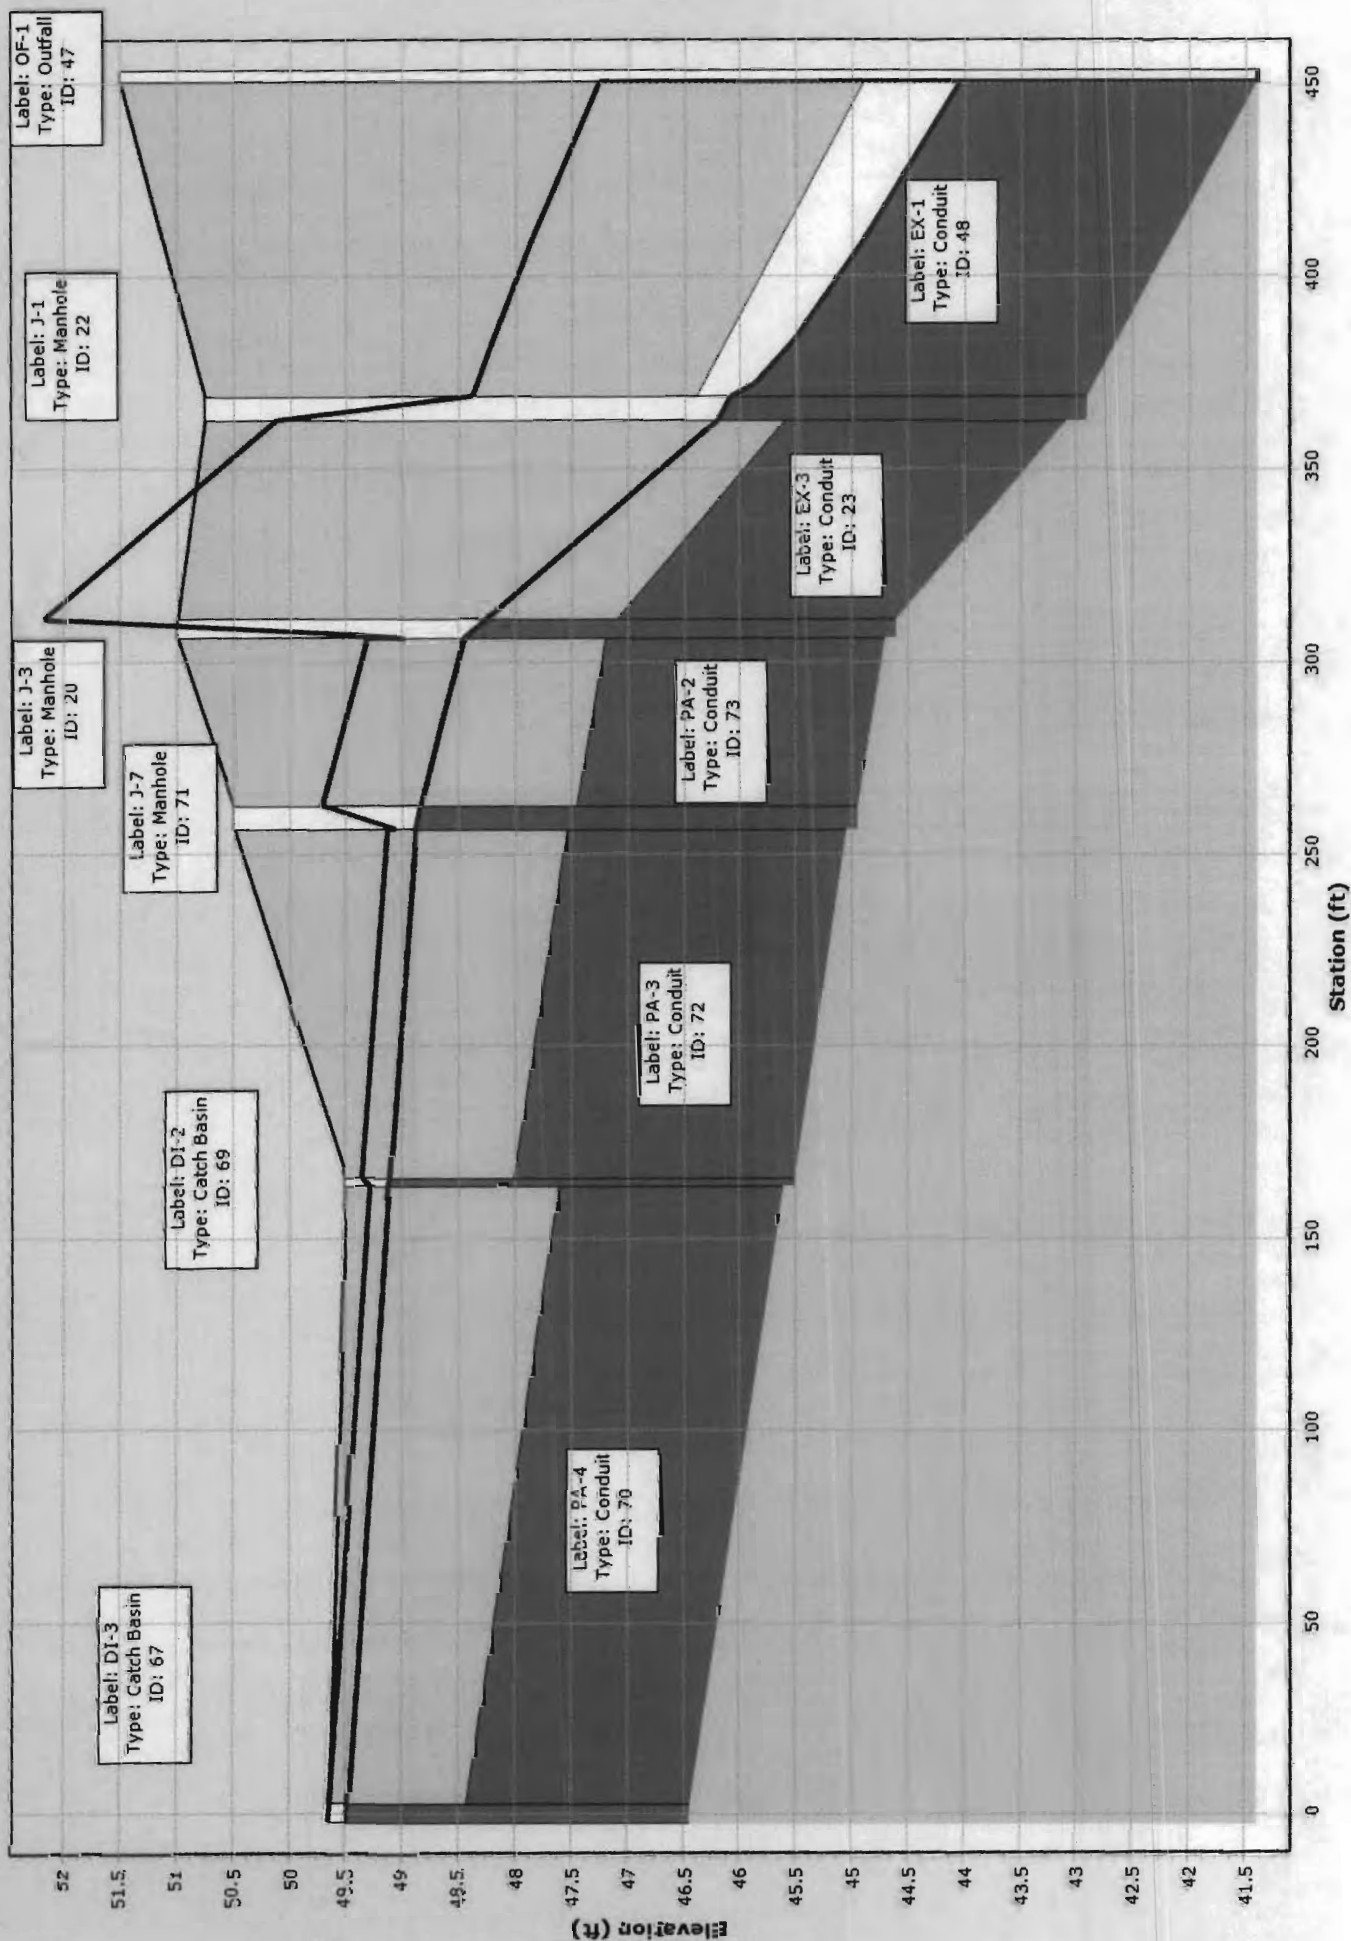 Label: OF-1
Type: Outfall
ID: 47
Label: J-1
Type: Manhole
ID: 22
Label: J-3
Type: Manhole
ID: 20
Label: J-7
Type: Manhole
ID: 71
Label: DI-2
Type: Catch Basin
ID: 69
Label: DI-3
Type: Catch Basin
ID: 67
Label: EX-1
Type: Conduit
ID: 48
Label: EX-3
Type: Conduit
ID: 23
Label: PA-2
Type: Conduit
ID: 73
Label: PA-3
Type: Conduit
ID: 72
Label: PA-4
Type: Conduit
ID: 70
52
51.5
51
50.5
50
49.5
49
48.5
48
47.5
47
46.5
46
45.5
45
44.5
44
43.5
43
42.5
42
41.5
Elevation (ft)
0
50
100
150
200
250
300
350
400
450
Station (ft)